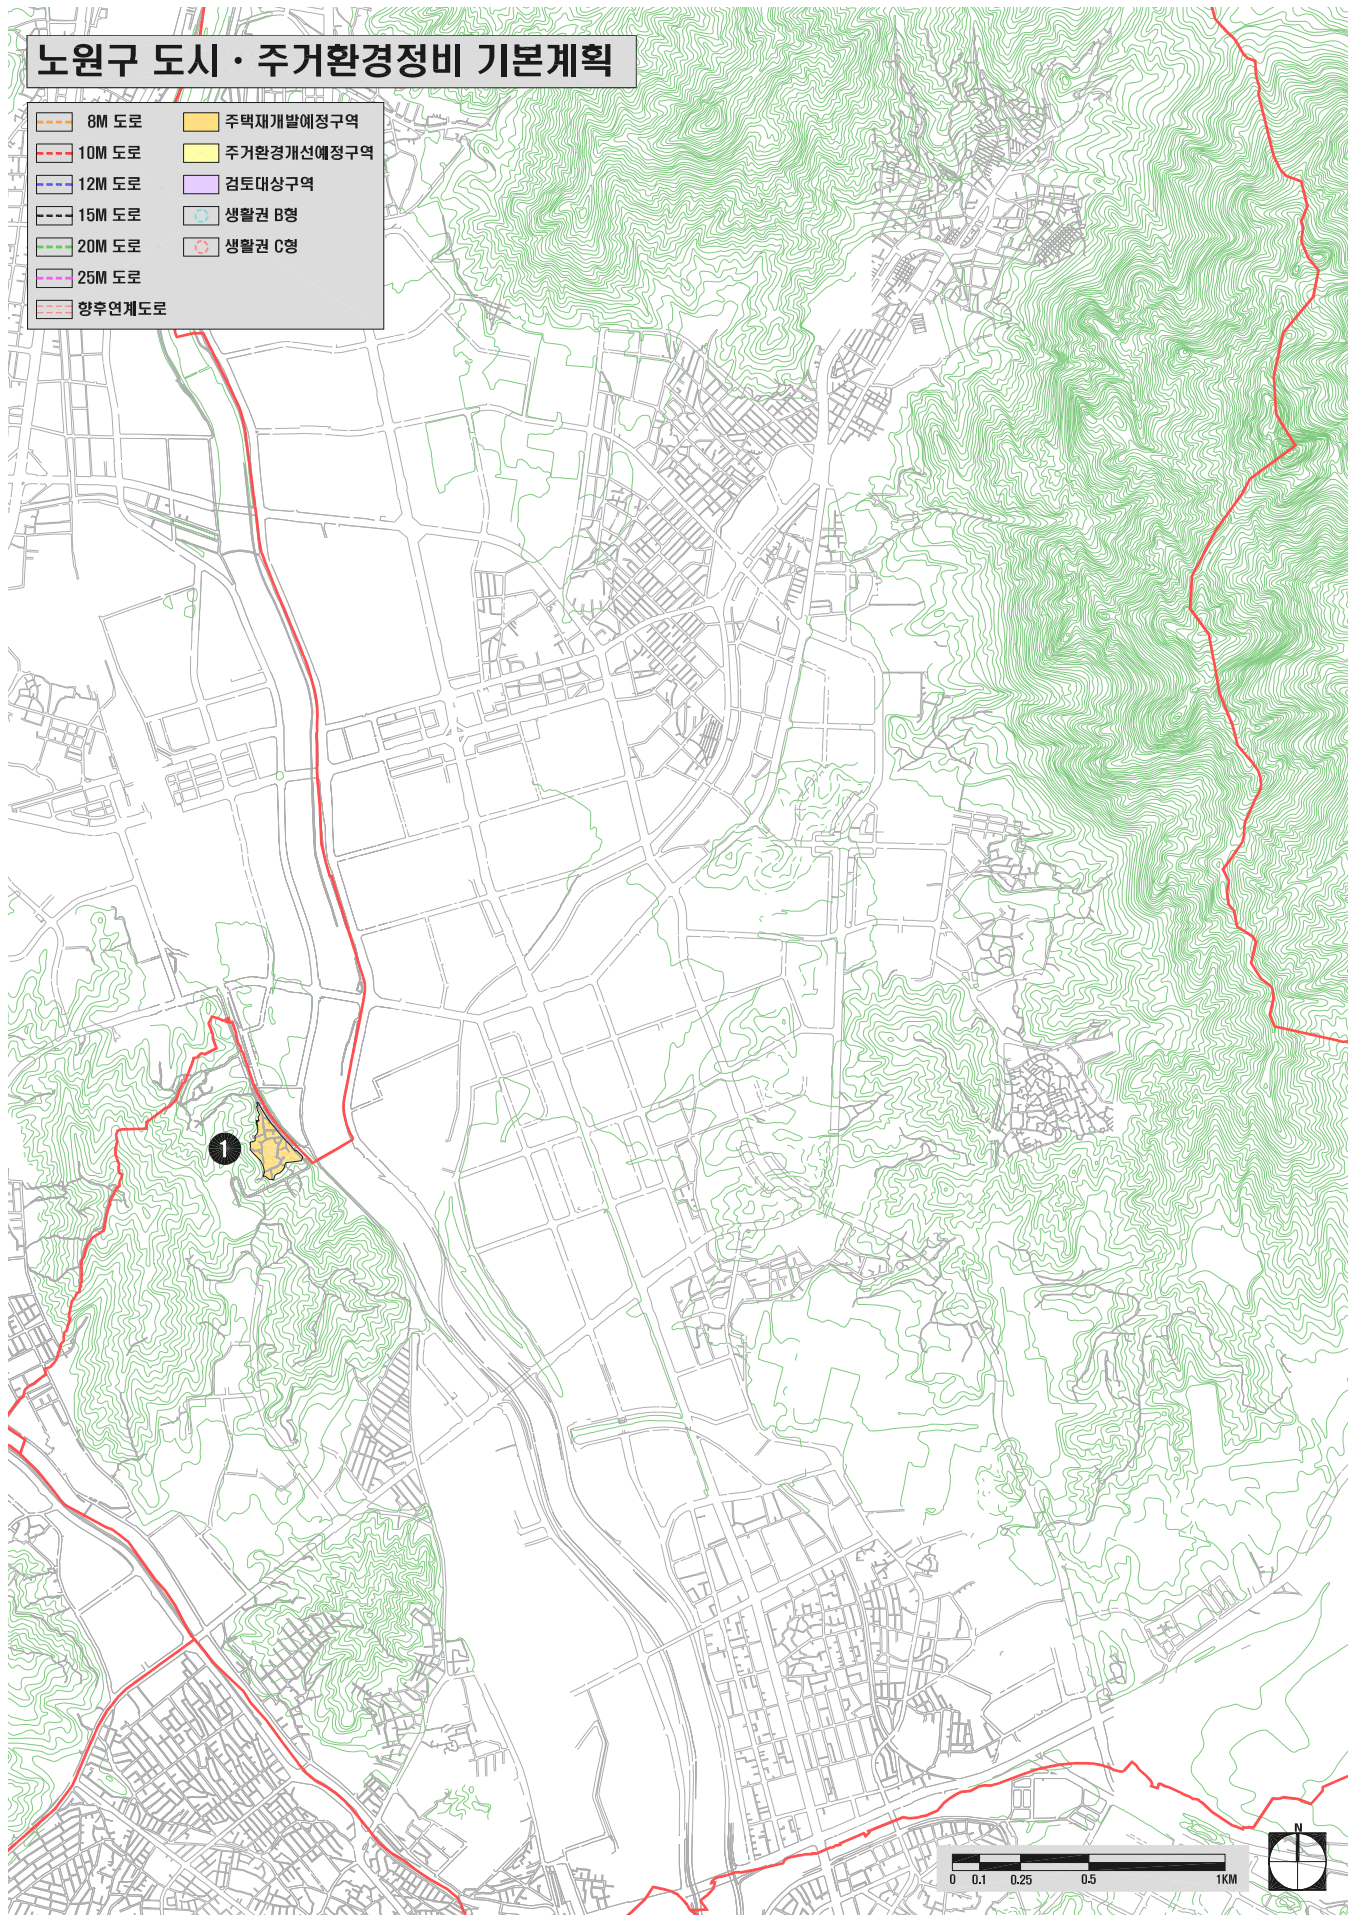 노원구 도시 · 주거환경정비 기본계획
8M 도로
10M 도로
12M 도로
15M 도로
20M 도로
25M 도로
향후연계도로
주택재개발예정구역
주거환경개선예정구역
검토대상구역
생활권 B형
생활권 C형
1
N
0 0.1 0.25 0.5 1KM